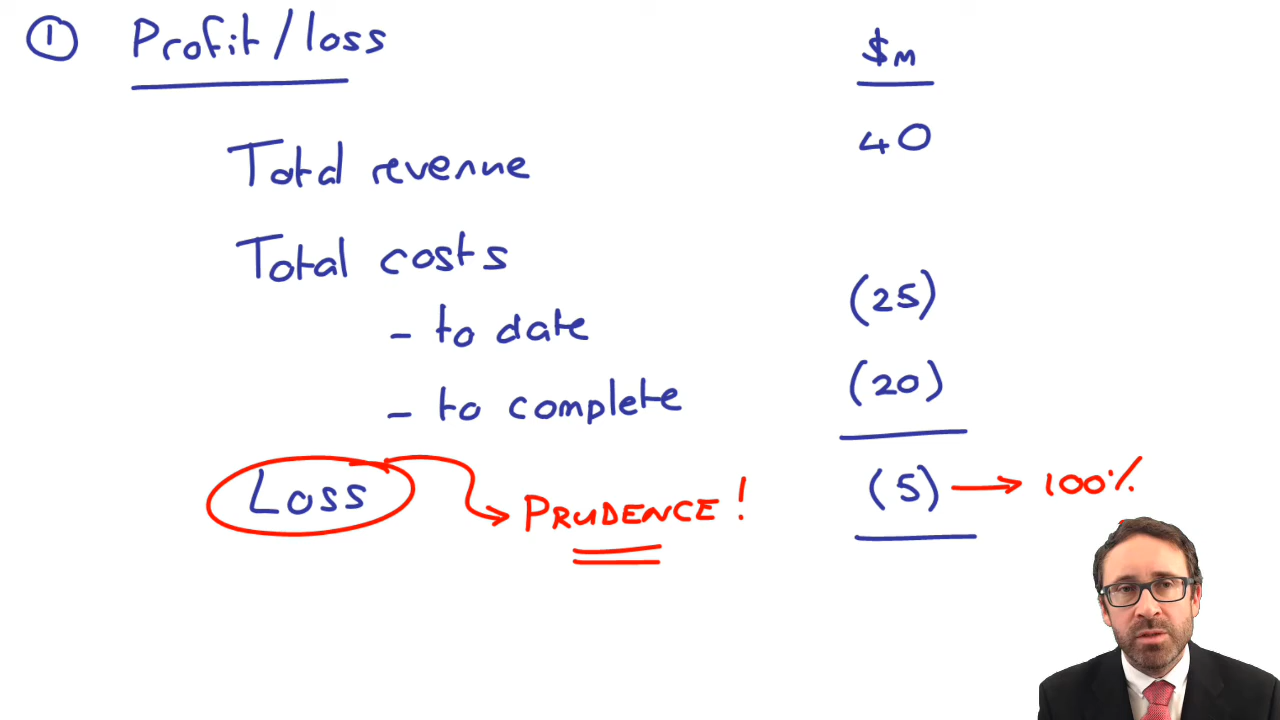 ① Profit/loss
$m
Total revenue 40
Total costs
- to date (25)
- to complete (20)
Loss (5) → 100%
→ PRUDENCE!